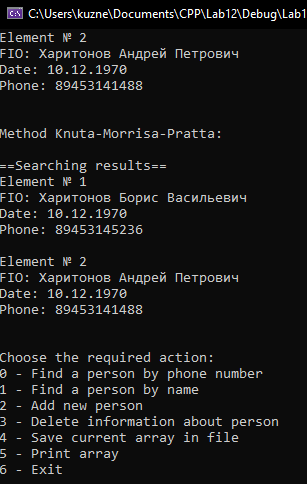 C:\Users\kuzne\Documents\CPP\Lab12\Debug\Lab1
Element № 2
FIO: Харитонов Андрей Петрович
Date: 10.12.1970
Phone: 89453141488
Method Knuta-Morrisa-Pratta:
==Searching results==
Element № 1
FIO: Харитонов Борис Васильевич
Date: 10.12.1970
Phone: 89453145236
Element № 2
FIO: Харитонов Андрей Петрович
Date: 10.12.1970
Phone: 89453141488
Choose the required action:
0 - Find a person by phone number
1 - Find a person by name
2 - Add new person
3 - Delete information about person
4 - Save current array in file
5 - Print array
6 - Exit